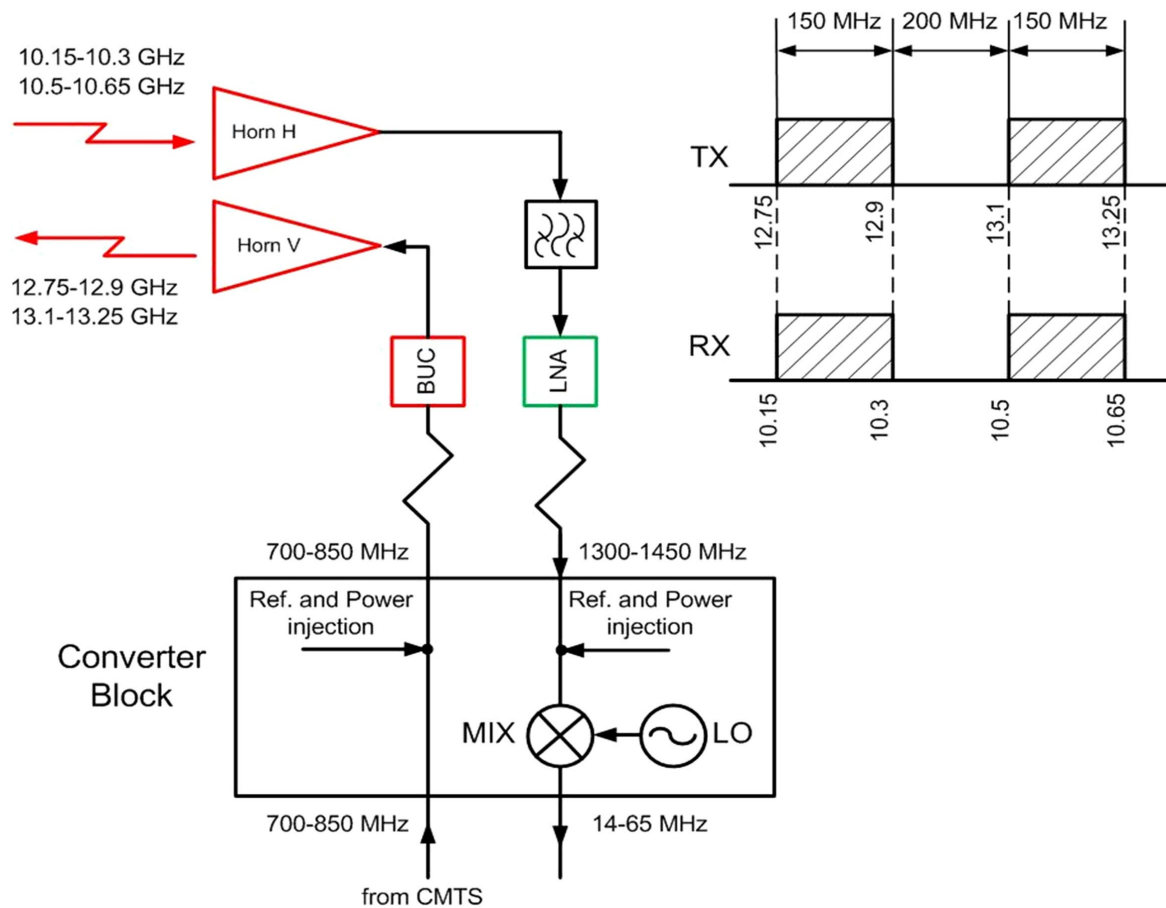 10.15-10.3 GHz
10.5-10.65 GHz
Horn H
Horn V
12.75-12.9 GHz
13.1-13.25 GHz
BUC
LNA
700-850 MHz
1300-1450 MHz
Ref. and Power
injection
Ref. and Power
injection
Converter
Block
MIX
LO
700-850 MHz
14-65 MHz
from CMTS
150 MHz
200 MHz
150 MHz
TX
12.75
12.9
13.1
13.25
RX
10.15
10.3
10.5
10.65